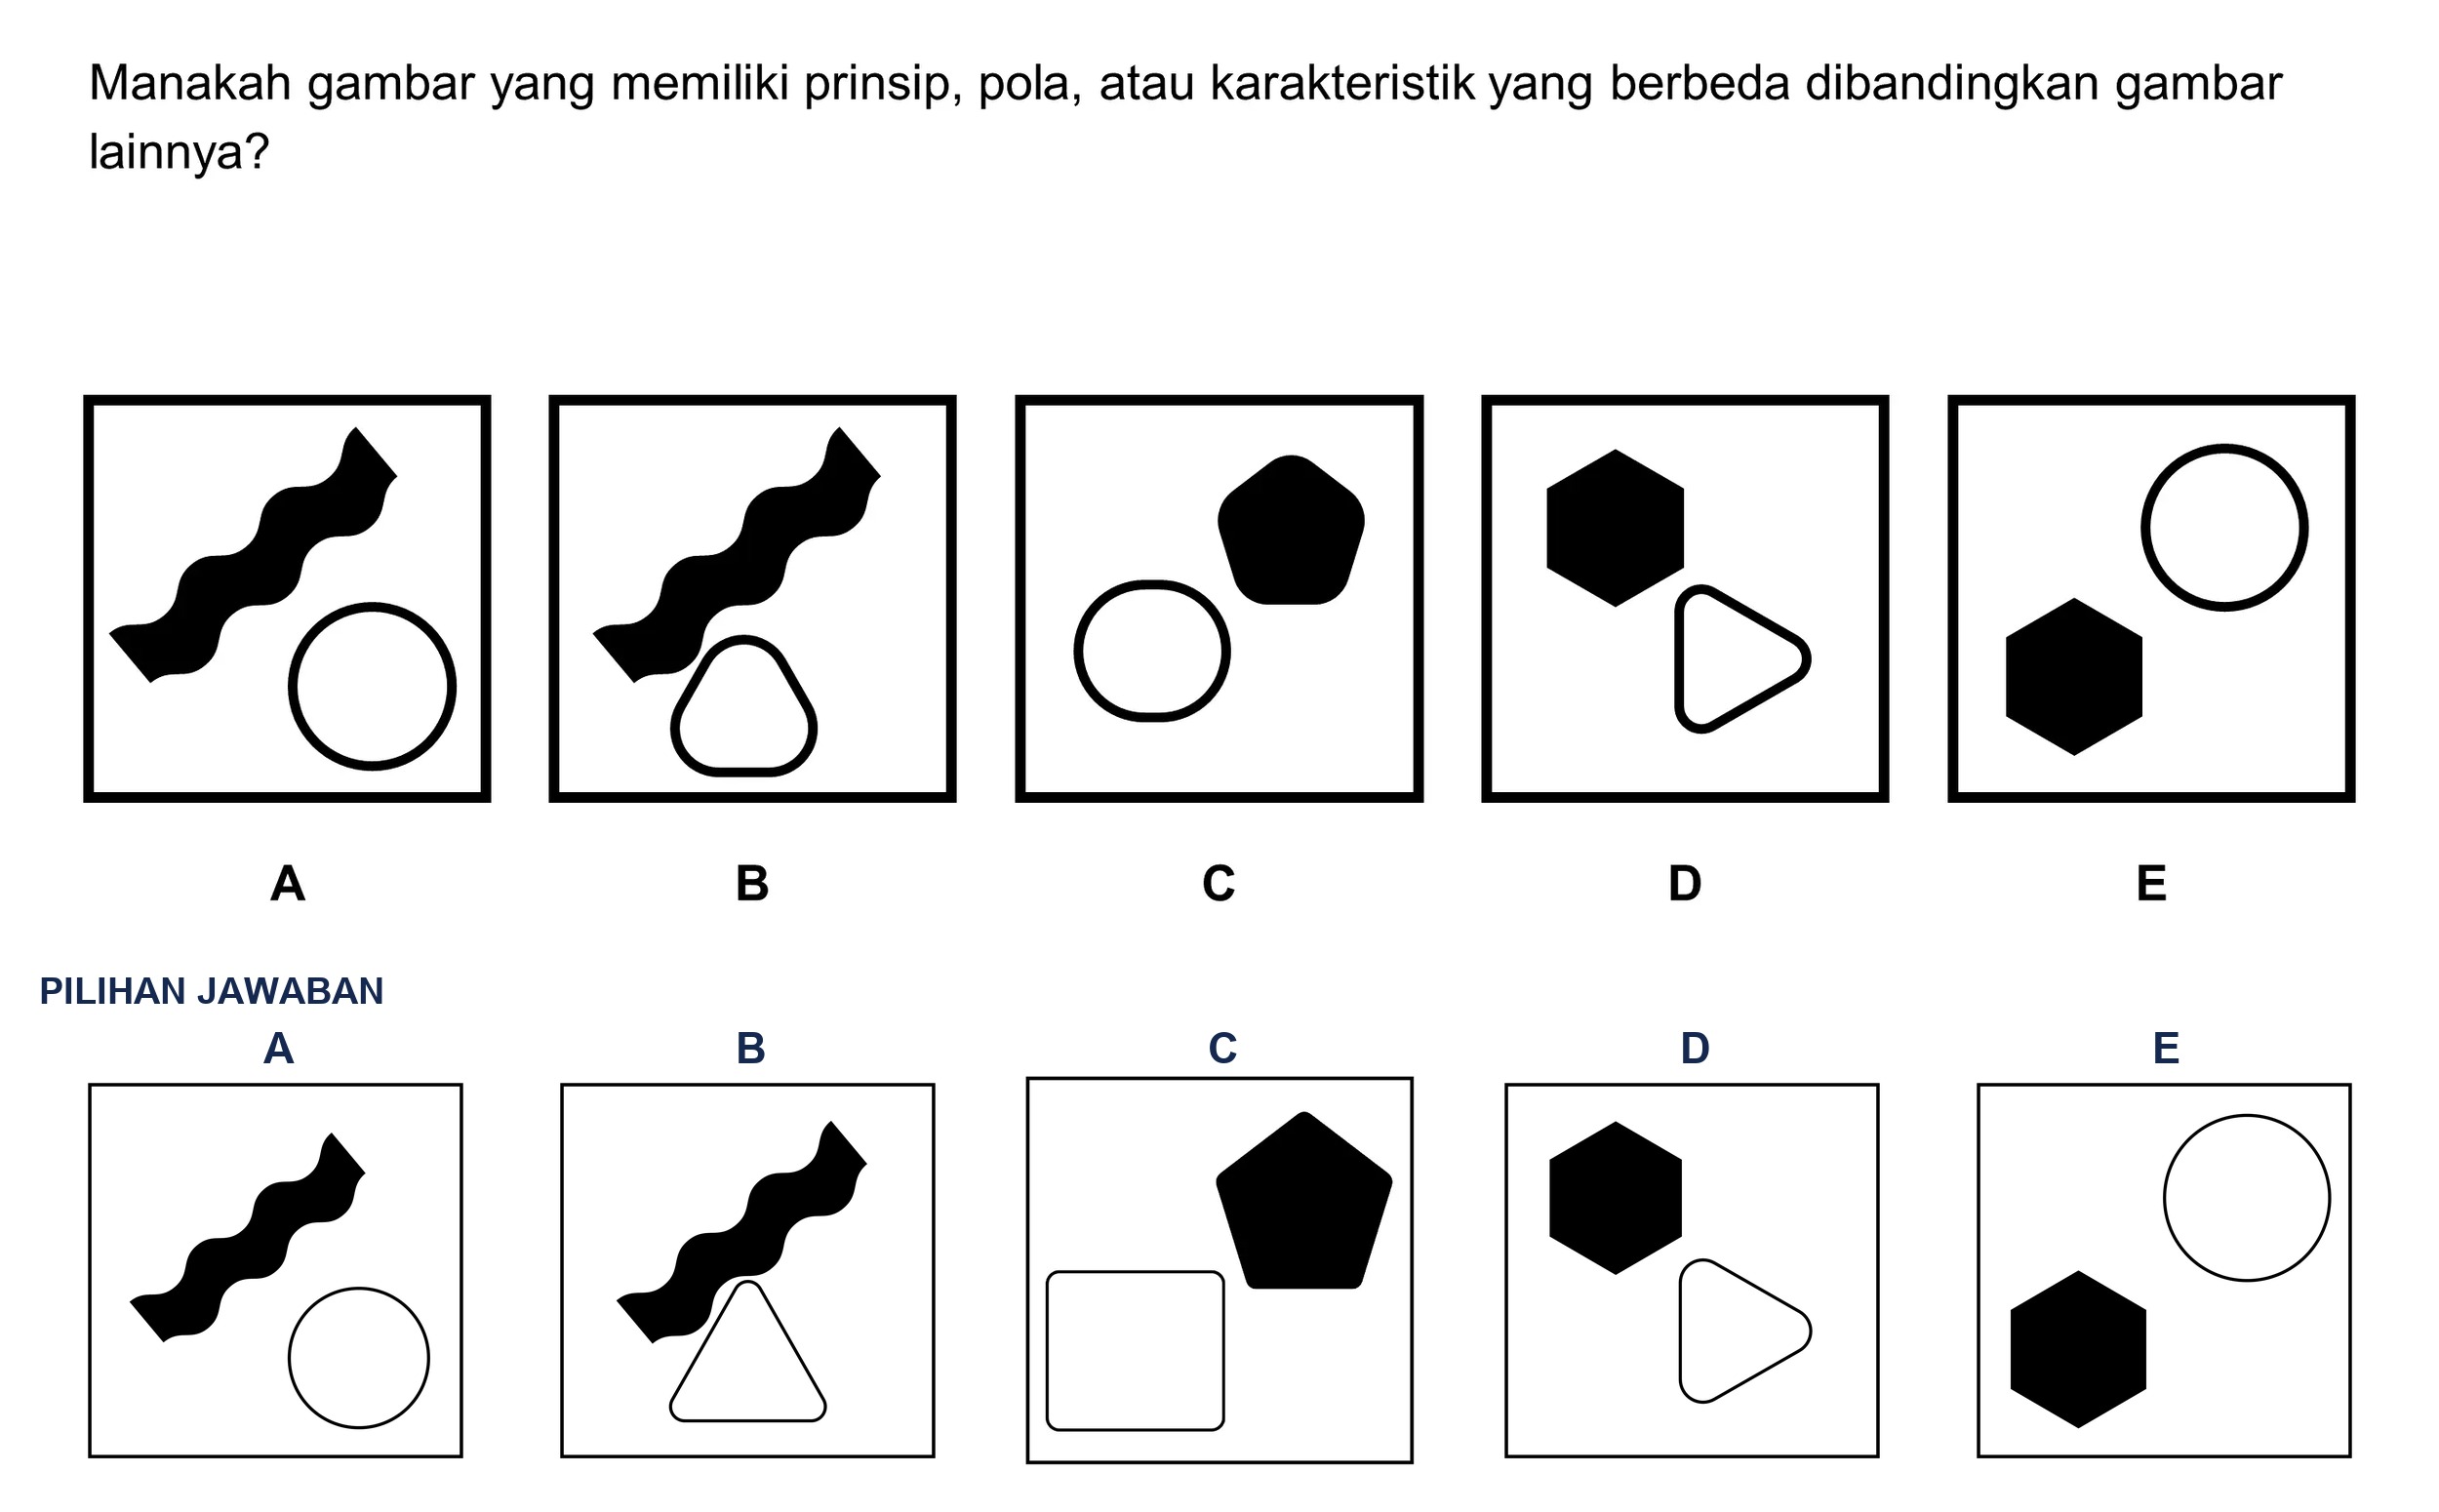 Manakah gambar yang memiliki prinsip, pola, atau karakteristik yang berbeda dibandingkan gambar
lainnya?
A B C D E
PILIHAN JAWABAN
A B C D E